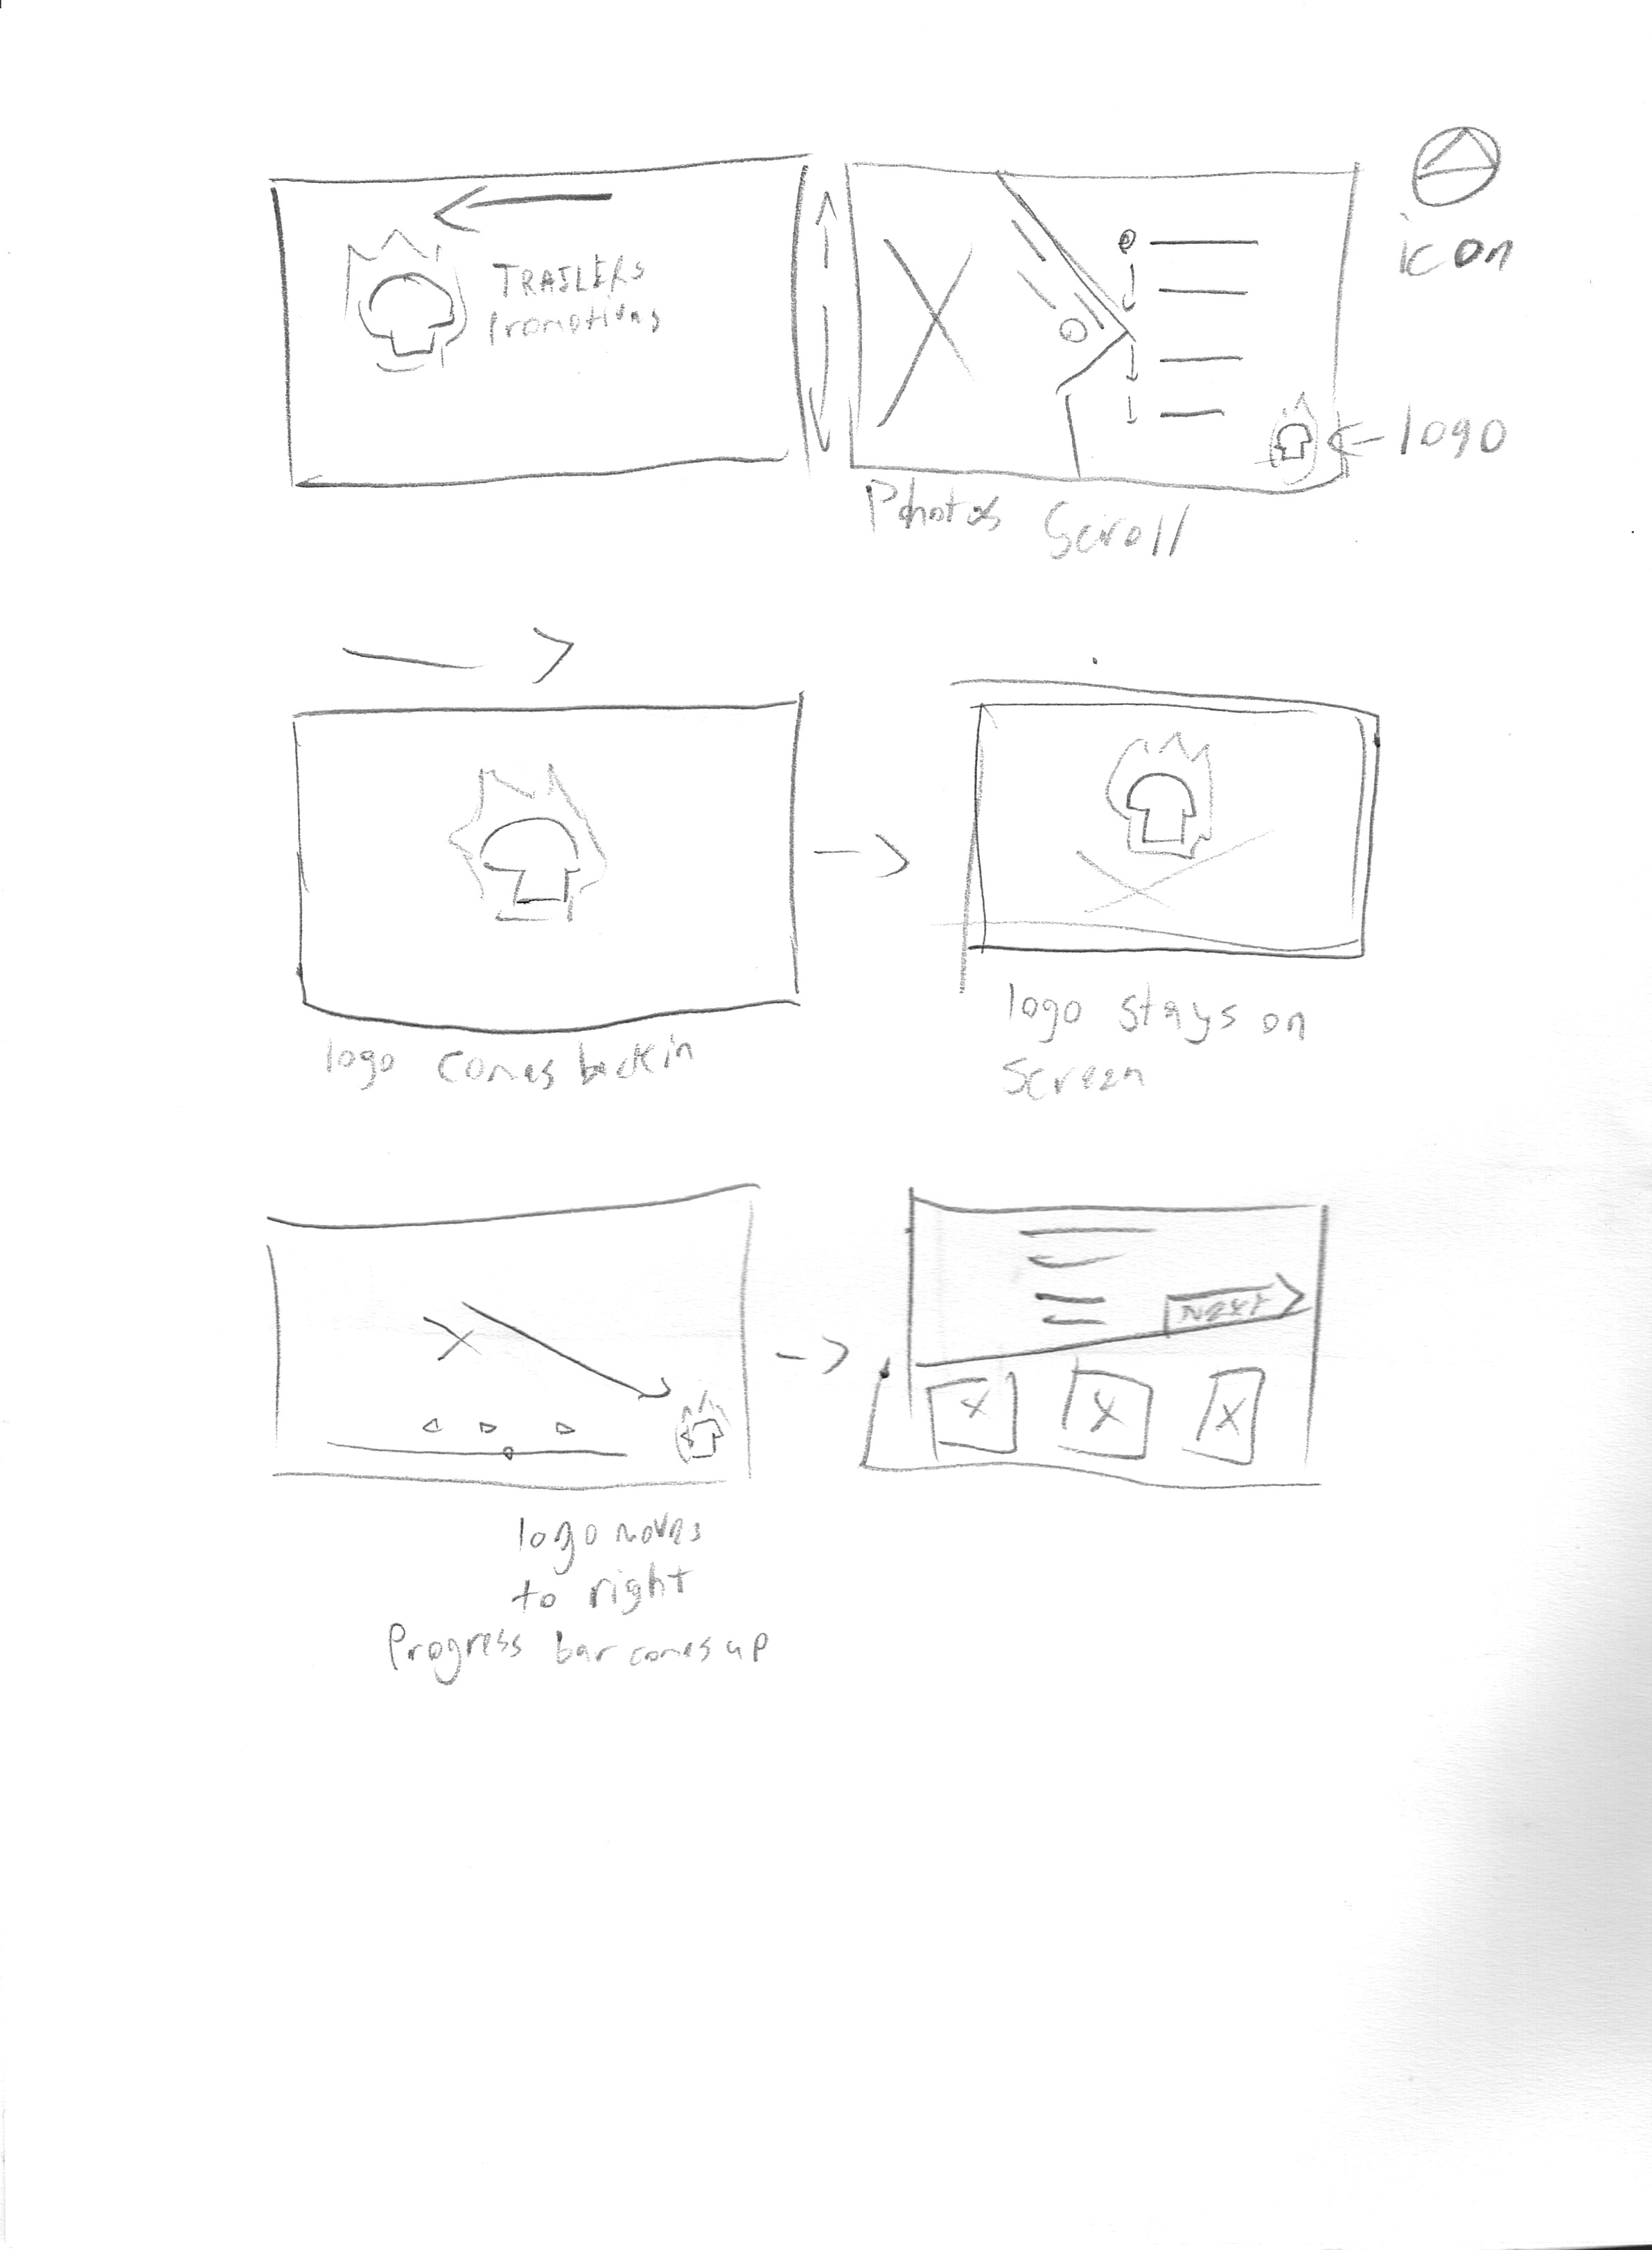 TRAILERS
Promotions
icon
logo
Photos Scroll
logo comes back in
logo stays on
Screen
NEXT
logo moves
to right
Progress bar comes up